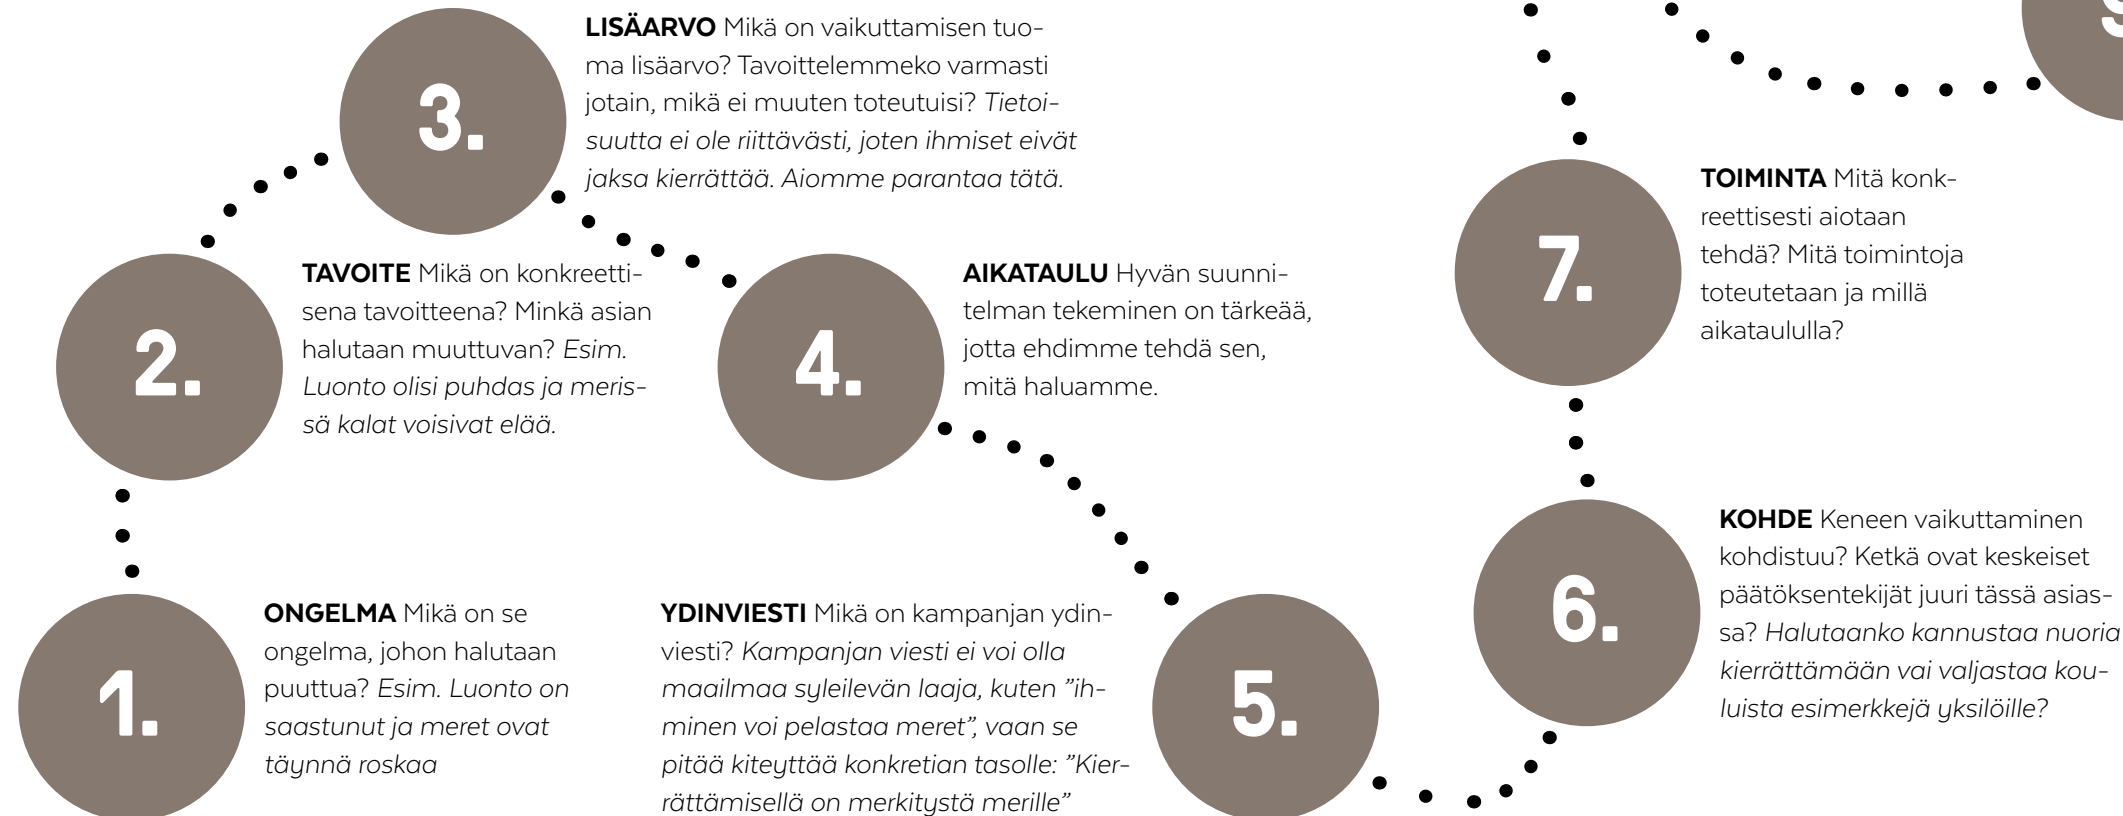 1.
ONGELMA Mikä on se
ongelma, johon halutaan
puuttua? Esim. Luonto on
saastunut ja meret ovat
täynnä roskaa
2.
TAVOITE Mikä on konkreetti-
sena tavoitteena? Minkä asian
halutaan muuttuvan? Esim.
Luonto olisi puhdas ja meris-
sä kalat voisivat elää.
3.
LISÄARVO Mikä on vaikuttamisen tuo-
ma lisäarvo? Tavoittelemmeko varmasti
jotain, mikä ei muuten toteutuisi? Tietoi-
suutta ei ole riittävästi, joten ihmiset eivät
jaksa kierrättää. Aiomme parantaa tätä.
4.
AIKATAULU Hyvän suunni-
telman tekeminen on tärkeää,
jotta ehdimme tehdä sen,
mitä haluamme.
5.
YDINVIESTI Mikä on kampanjan ydin-
viesti? Kampanjan viesti ei voi olla
maailmaa syleilevän laaja, kuten ”ih-
minen voi pelastaa meret”, vaan se
pitää kiteyttää konkretian tasolle: ”Kier-
rättämisellä on merkitystä merille”
6.
KOHDE Keneen vaikuttaminen
kohdistuu? Ketkä ovat keskeiset
päätöksentekijät juuri tässä asias-
sa? Halutaanko kannustaa nuoria
kierrättämään vai valjastaa kou-
luista esimerkkejä yksilöille?
7.
TOIMINTA Mitä konk-
reettisesti aiotaan
tehdä? Mitä toimintoja
toteutetaan ja millä
aikataululla?